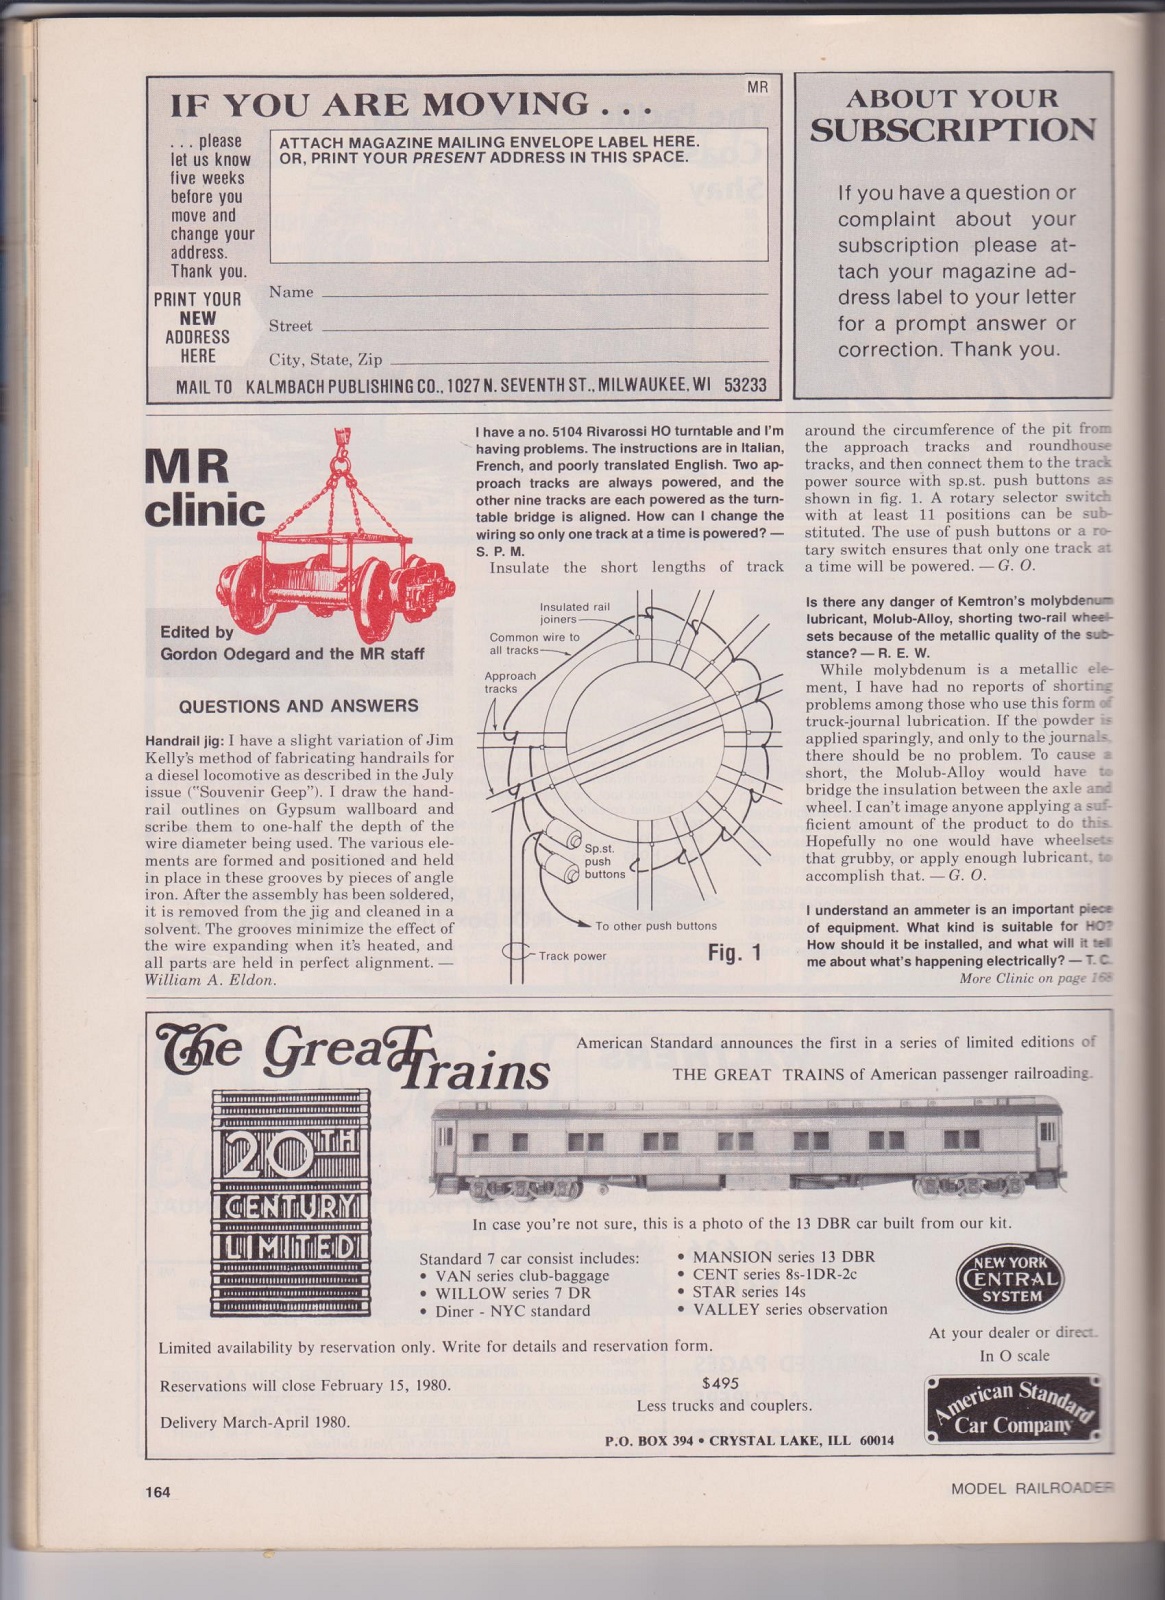 MR
IF YOU ARE MOVING . . .
. . . please
let us know
five weeks
before you
move and
change your
address.
Thank you.
ATTACH MAGAZINE MAILING ENVELOPE LABEL HERE.
OR, PRINT YOUR PRESENT ADDRESS IN THIS SPACE.
PRINT YOUR
NEW
ADDRESS
HERE
Name
Street
City, State, Zip
MAIL TO KALMBACH PUBLISHING CO., 1027 N. SEVENTH ST., MILWAUKEE, WI 53233
ABOUT YOUR
SUBSCRIPTION
If you have a question or
complaint about your
subscription please at-
tach your magazine ad-
dress label to your letter
for a prompt answer or
correction. Thank you.
MR
clinic
Edited by
Gordon Odegard and the MR staff
QUESTIONS AND ANSWERS
Handrail jig: I have a slight variation of Jim
Kelly's method of fabricating handrails for
a diesel locomotive as described in the July
issue ("Souvenir Geep"). I draw the hand-
rail outlines on Gypsum wallboard and
scribe them to one-half the depth of the
wire diameter being used. The various ele-
ments are formed and positioned and held
in place in these grooves by pieces of angle
iron. After the assembly has been soldered,
it is removed from the jig and cleaned in a
solvent. The grooves minimize the effect of
the wire expanding when it's heated, and
all parts are held in perfect alignment. —
William A. Eldon.
I have a no. 5104 Rivarossi HO turntable and I'm
having problems. The instructions are in Italian,
French, and poorly translated English. Two ap-
proach tracks are always powered, and the
other nine tracks are each powered as the turn-
table bridge is aligned. How can I change the
wiring so only one track at a time is powered? —
S. P. M.
Insulate the short lengths of track
Insulated rail
joiners
Common wire to
all tracks
Approach
tracks
Sp.st.
push
buttons
To other push buttons
Track power
Fig. 1
around the circumference of the pit from
the approach tracks and roundhouse
tracks, and then connect them to the track
power source with sp.st. push buttons as
shown in fig. 1. A rotary selector switch
with at least 11 positions can be sub-
stituted. The use of push buttons or a ro-
tary switch ensures that only one track at
a time will be powered. — G. O.
Is there any danger of Kemtron's molybdenum
lubricant, Molub-Alloy, shorting two-rail wheel-
sets because of the metallic quality of the sub-
stance? — R. E. W.
While molybdenum is a metallic ele-
ment, I have had no reports of shorting
problems among those who use this form of
truck-journal lubrication. If the powder is
applied sparingly, and only to the journals,
there should be no problem. To cause a
short, the Molub-Alloy would have to
bridge the insulation between the axle and
wheel. I can't image anyone applying a suf-
ficient amount of the product to do this.
Hopefully no one would have wheelsets
that grubby, or apply enough lubricant, to
accomplish that. — G. O.
I understand an ammeter is an important piece
of equipment. What kind is suitable for HO?
How should it be installed, and what will it tell
me about what's happening electrically? — T. C.
More Clinic on page 168
The Great Trains
American Standard announces the first in a series of limited editions of
THE GREAT TRAINS of American passenger railroading.
20TH
CENTURY
LIMITED
In case you're not sure, this is a photo of the 13 DBR car built from our kit.
Standard 7 car consist includes:
• VAN series club-baggage
• WILLOW series 7 DR
• Diner - NYC standard
• MANSION series 13 DBR
• CENT series 8s-1DR-2c
• STAR series 14s
• VALLEY series observation
NEW YORK
CENTRAL
SYSTEM
At your dealer or direct.
In O scale
Limited availability by reservation only. Write for details and reservation form.
Reservations will close February 15, 1980.
$495
Less trucks and couplers.
Delivery March-April 1980.
P.O. BOX 394 • CRYSTAL LAKE, ILL 60014
American Standard
Car Company
164
MODEL RAILROADER